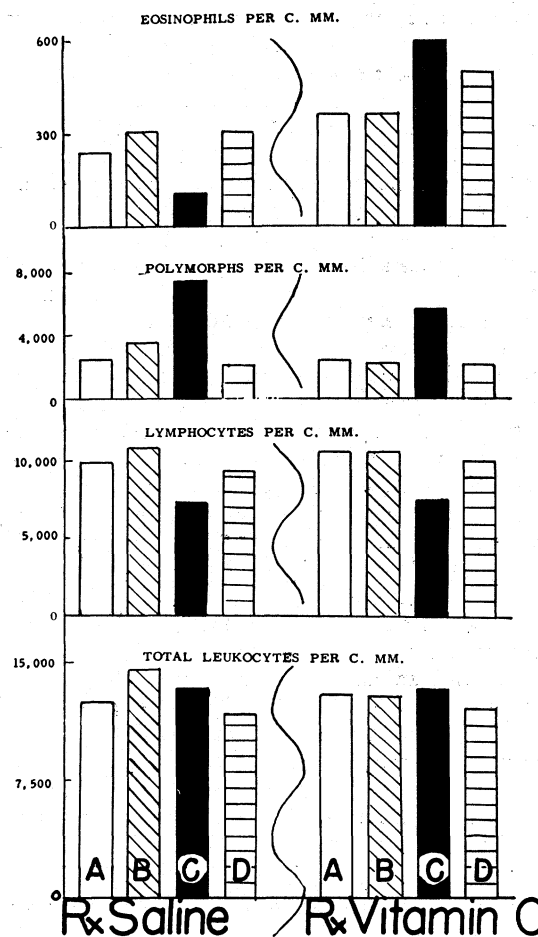 EOSINOPHILS PER C. MM.
600
300
0
POLYMORPHS PER C. MM.
8,000
4,000
0
LYMPHOCYTES PER C. MM.
10,000
5,000
0
TOTAL LEUKOCYTES PER C. MM.
15,000
7,500
0
A B C D A B C D
Rx Saline Rx Vitamin C